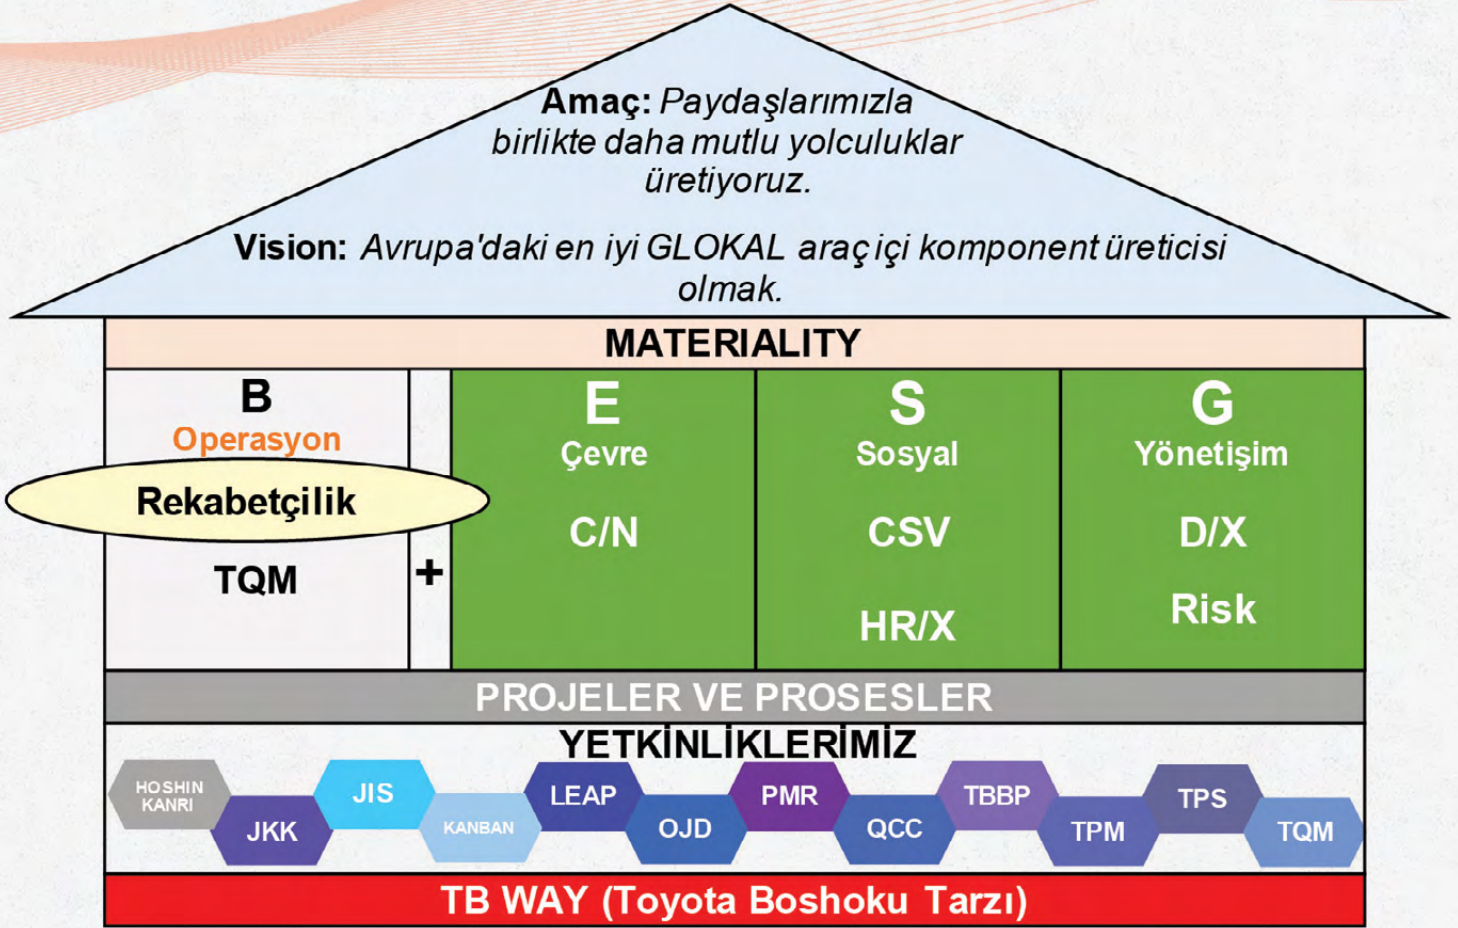 Amaç: Paydaşlarımızla
birlikte daha mutlu yolculuklar
üretiyoruz.
Vision: Avrupa'daki en iyi GLOKAL araç içi komponent üreticisi
olmak.
MATERIALITY
B
Operasyon
Rekabetçilik
TQM
+
E
Çevre
C/N
S
Sosyal
CSV
HR/X
G
Yönetişim
D/X
Risk
PROJELER VE PROSESLER
YETKİNLİKLERİMİZ
HOSHIN
KANRI
JKK
JIS
KANBAN
LEAP
OJD
PMR
QCC
TBBP
TPM
TPS
TQM
TB WAY (Toyota Boshoku Tarzı)